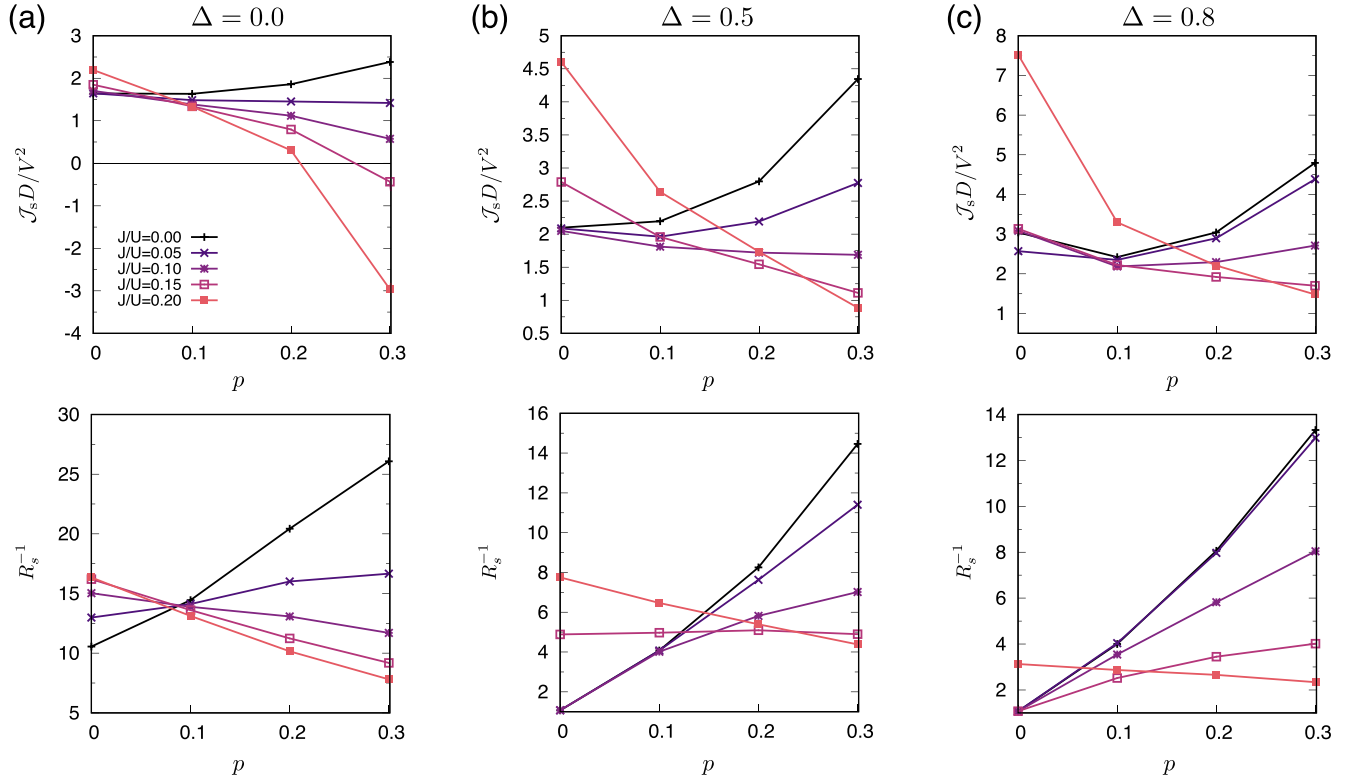 (a) Δ = 0.0
3
2
1
0
-1
-2
-3
-4
𝒥ₛD/V²
J/U=0.00
J/U=0.05
J/U=0.10
J/U=0.15
J/U=0.20
0 0.1 0.2 0.3
p
(b) Δ = 0.5
5
4.5
4
3.5
3
2.5
2
1.5
1
0.5
𝒥ₛD/V²
0 0.1 0.2 0.3
p
(c) Δ = 0.8
8
7
6
5
4
3
2
1
𝒥ₛD/V²
0 0.1 0.2 0.3
p
30
25
20
15
10
5
Rₛ⁻¹
0 0.1 0.2 0.3
p
16
14
12
10
8
6
4
2
Rₛ⁻¹
0 0.1 0.2 0.3
p
14
12
10
8
6
4
2
Rₛ⁻¹
0 0.1 0.2 0.3
p